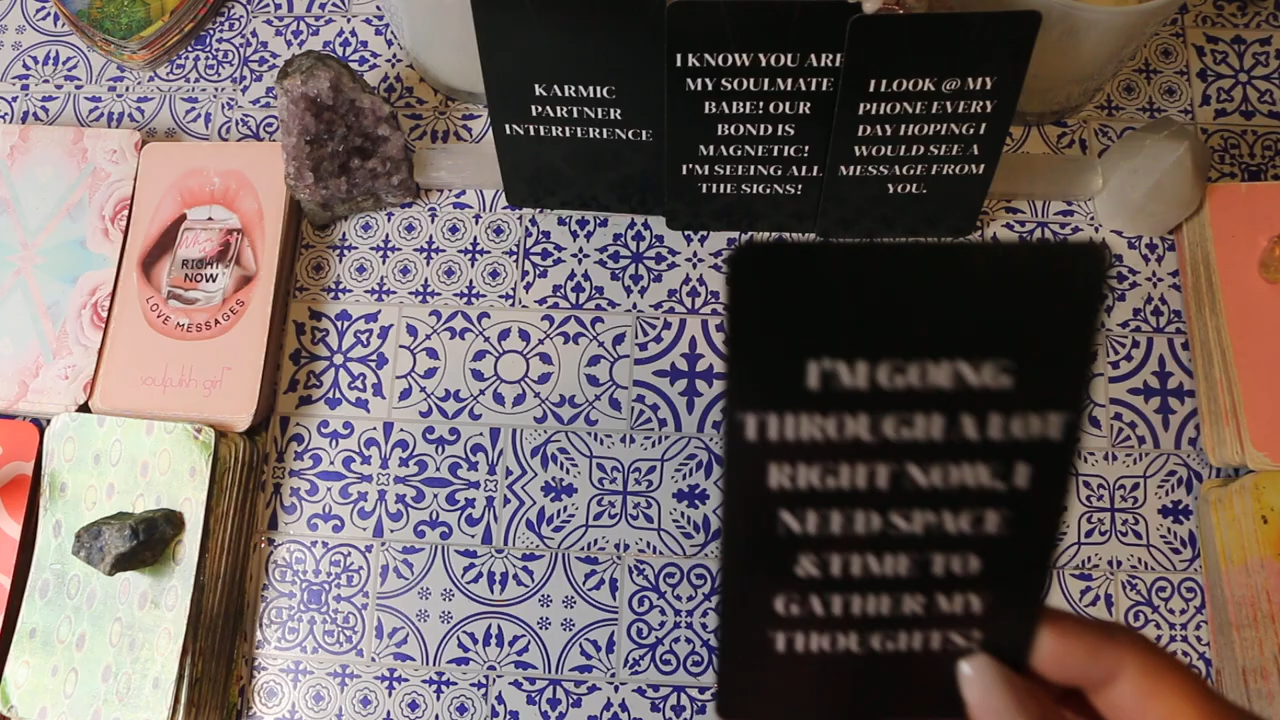 KARMIC
PARTNER
INTERFERENCE
I KNOW YOU ARE
MY SOULMATE
BABE! OUR
BOND IS
MAGNETIC!
I'M SEEING ALL
THE SIGNS!
I LOOK @ MY
PHONE EVERY
DAY HOPING I
WOULD SEE A
MESSAGE FROM
YOU.
RIGHT
NOW
LOVE MESSAGES
soulwish girl
I'M GOING
THROUGH A LOT
RIGHT NOW, I
NEED SPACE
& TIME TO
GATHER MY
THOUGHTS?